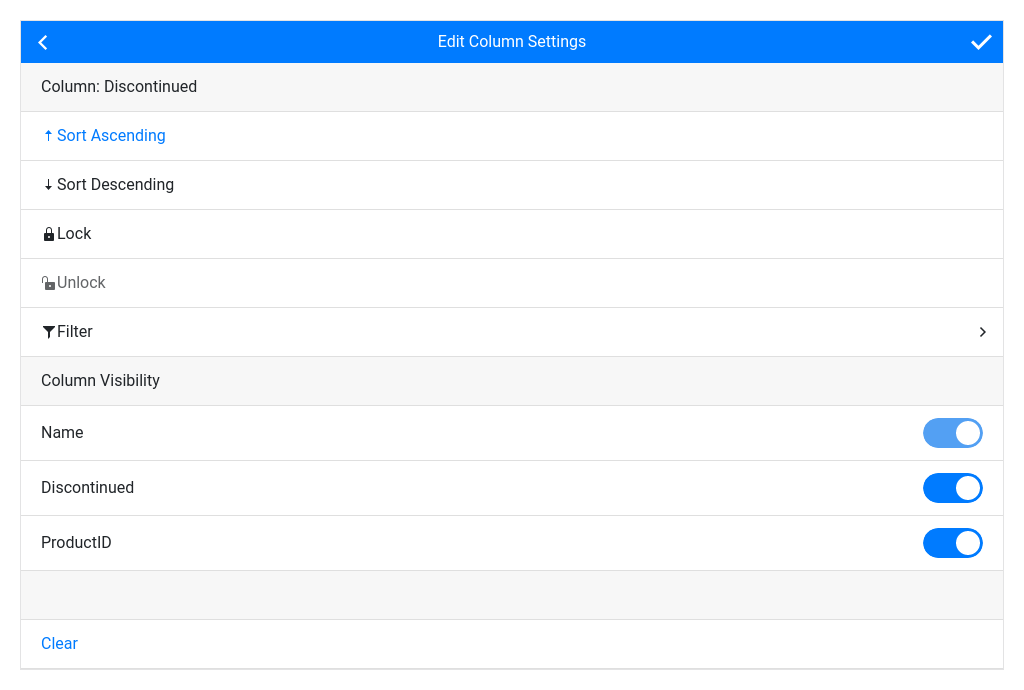 Edit Column Settings
Column: Discontinued
Sort Ascending
Sort Descending
Lock
Unlock
Filter
Column Visibility
Name
Discontinued
ProductID
Clear